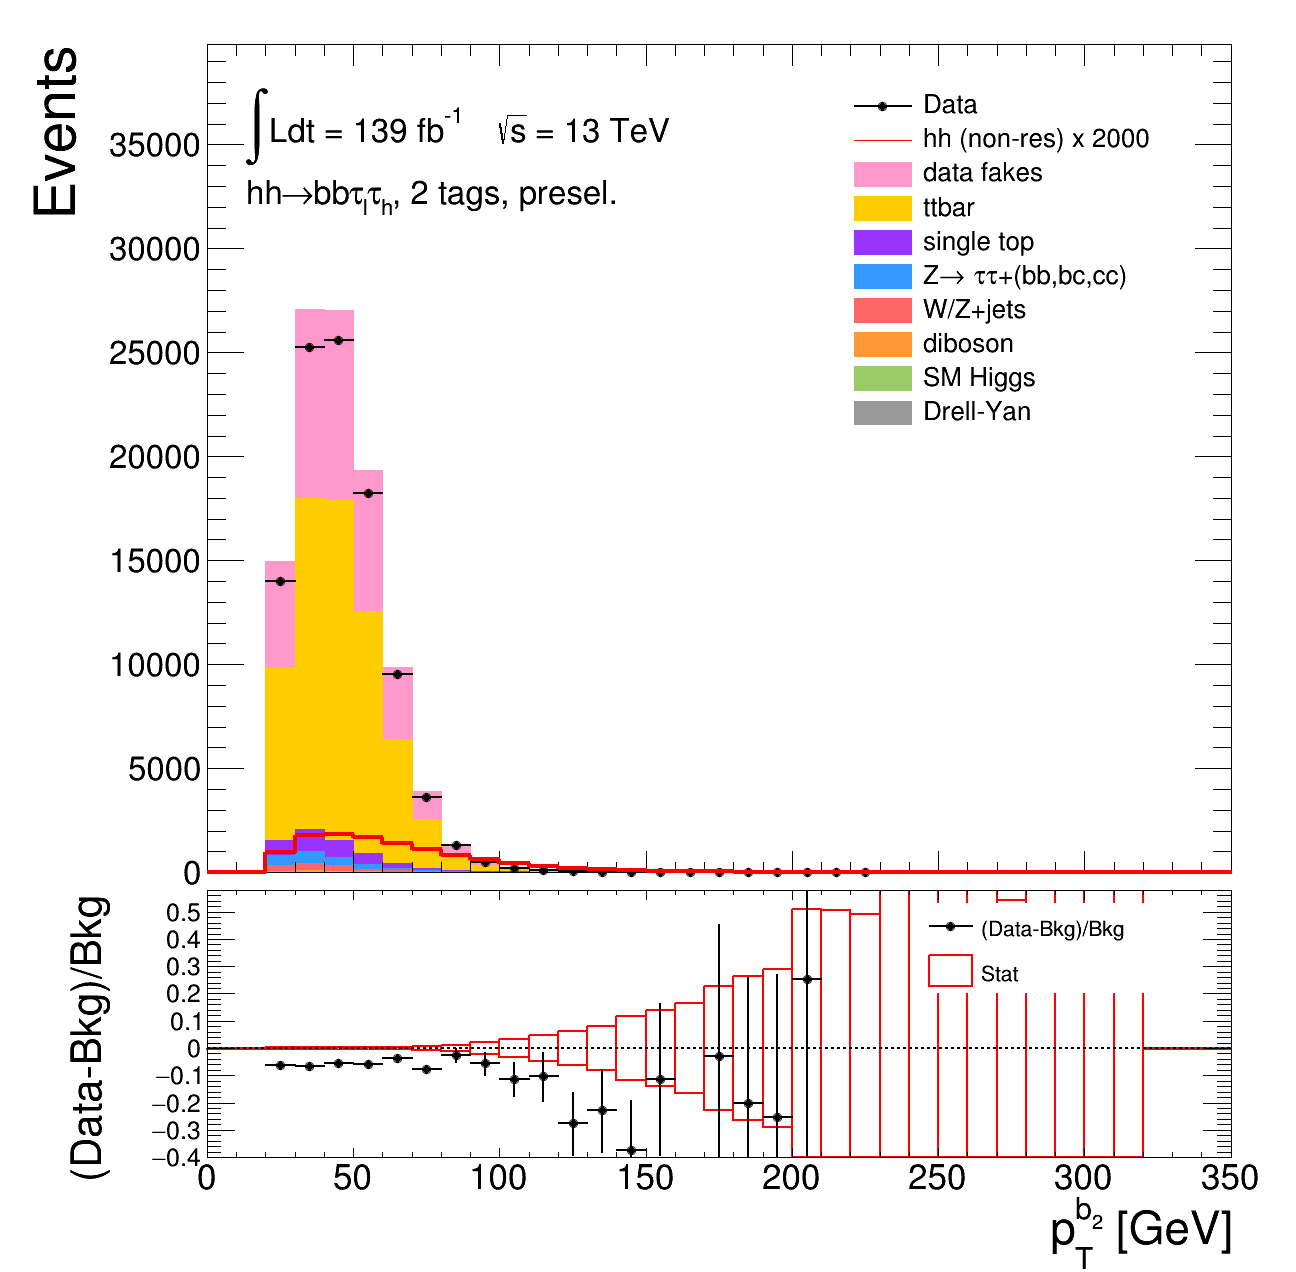 Events
∫Ldt = 139 fb⁻¹ √s = 13 TeV
hh→bbτ_lτ_h, 2 tags, presel.
Data
hh (non-res) x 2000
data fakes
ttbar
single top
Z→ ττ+(bb,bc,cc)
W/Z+jets
diboson
SM Higgs
Drell-Yan
35000
30000
25000
20000
15000
10000
5000
0
(Data-Bkg)/Bkg
0.5
0.4
0.3
0.2
0.1
0
−0.1
−0.2
−0.3
−0.4
(Data-Bkg)/Bkg
Stat
0 50 100 150 200 250 300 350
p_T^{b_2} [GeV]